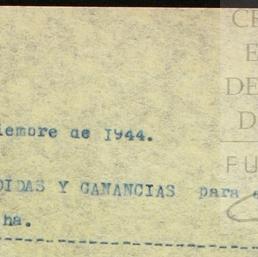 iembre de 1944.
DIDAS Y GANANCIAS para
ha.
CE
E
DE
D
FU